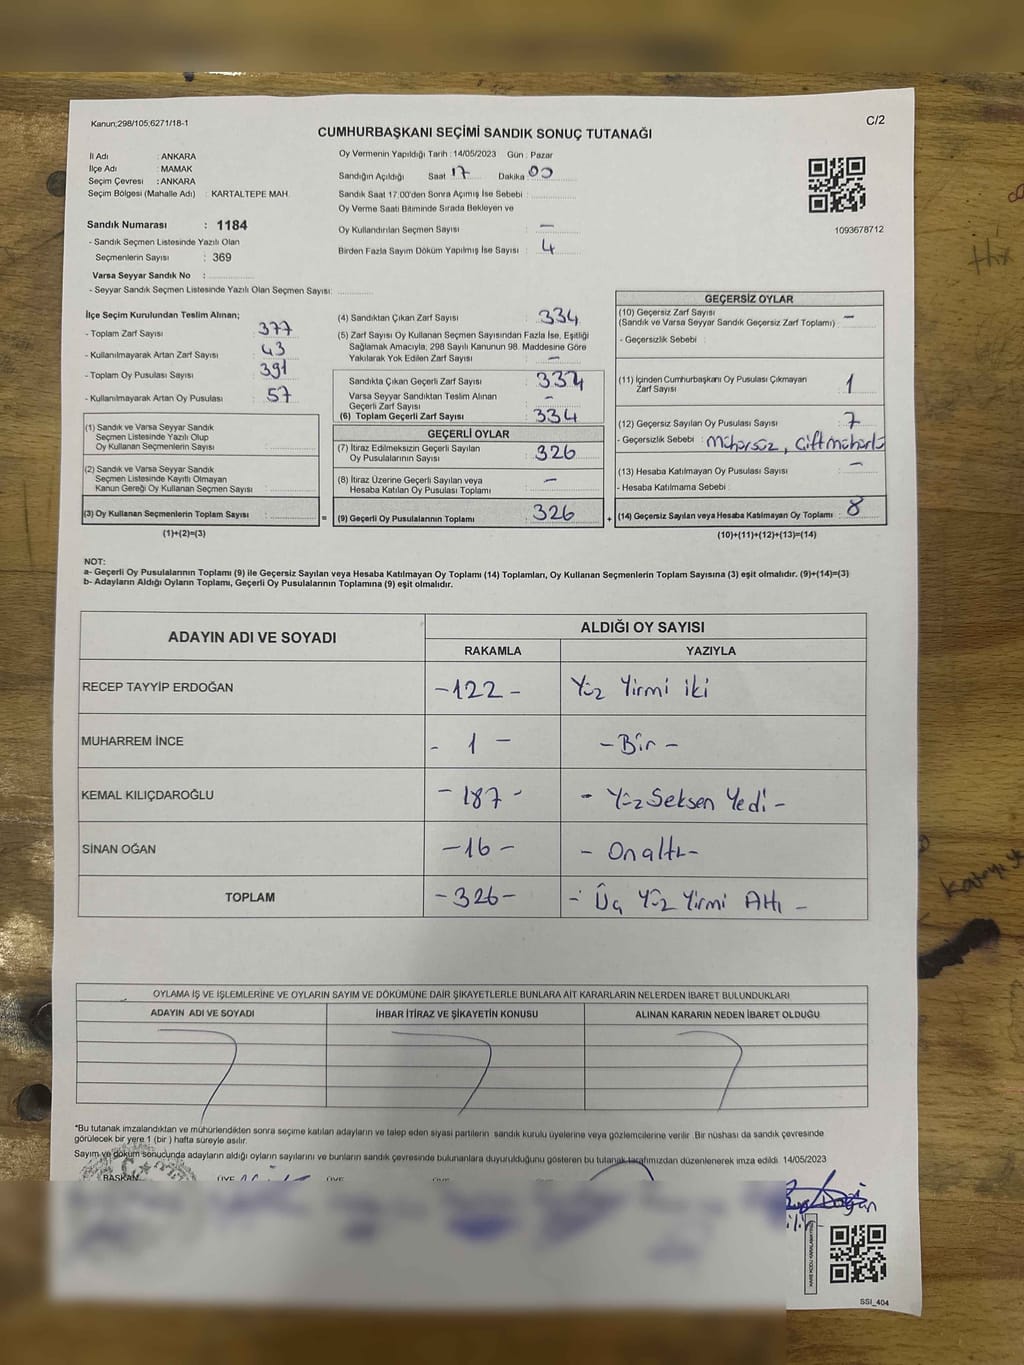 Kanun;298/105,6271/18-1
C/2
CUMHURBAŞKANI SEÇİMİ SANDIK SONUÇ TUTANAĞI
İl Adı : ANKARA
İlçe Adı : MAMAK
Seçim Çevresi : ANKARA
Seçim Bölgesi (Mahalle Adı) : KARTALTEPE MAH.
Sandık Numarası : 1184
- Sandık Seçmen Listesinde Yazılı Olan
Seçmenlerin Sayısı : 369
Varsa Seyyar Sandık No :
- Seyyar Sandık Seçmen Listesinde Yazılı Olan Seçmen Sayısı:
Oy Vermenin Yapıldığı Tarih : 14/05/2023 Gün : Pazar
Sandığın Açıldığı Saat 17 Dakika 00
Sandık Saat 17:00'den Sonra Açımış İse Sebebi :
Oy Verme Saati Bitiminde Sırada Bekleyen ve
Oy Kullandırılan Seçmen Sayısı : —
Birden Fazla Sayım Döküm Yapılmış İse Sayısı : 4
1093678712
İlçe Seçim Kurulundan Teslim Alınan;
- Toplam Zarf Sayısı : 377
- Kullanılmayarak Artan Zarf Sayısı : 43
- Toplam Oy Pusulası Sayısı : 391
- Kullanılmayarak Artan Oy Pusulası : 57
(1) Sandık ve Varsa Seyyar Sandık
Seçmen Listesinde Yazılı Olup
Oy Kullanan Seçmenlerin Sayısı :
(2) Sandık ve Varsa Seyyar Sandık
Seçmen Listesinde Kayıtlı Olmayan
Kanun Gereği Oy Kullanan Seçmen Sayısı :
(3) Oy Kullanan Seçmenlerin Toplam Sayısı :
(1)+(2)=(3)
(4) Sandıktan Çıkan Zarf Sayısı : 334
(5) Zarf Sayısı Oy Kullanan Seçmen Sayısından Fazla İse, Eşitliği
Sağlamak Amacıyla, 298 Sayılı Kanunun 98. Maddesine Göre
Yakılarak Yok Edilen Zarf Sayısı : —
Sandıkta Çıkan Geçerli Zarf Sayısı : 334
Varsa Seyyar Sandıktan Teslim Alınan
Geçerli Zarf Sayısı : -
(6) Toplam Geçerli Zarf Sayısı : 334
GEÇERLİ OYLAR
(7) İtiraz Edilmeksizin Geçerli Sayılan
Oy Pusulalarının Sayısı : 326
(8) İtiraz Üzerine Geçerli Sayılan veya
Hesaba Katılan Oy Pusulası Toplamı : —
= (9) Geçerli Oy Pusulalarının Toplamı : 326
GEÇERSİZ OYLAR
(10) Geçersiz Zarf Sayısı : —
(Sandık ve Varsa Seyyar Sandık Geçersiz Zarf Toplamı)
- Geçersizlik Sebebi :
(11) İçinden Cumhurbaşkanı Oy Pusulası Çıkmayan
Zarf Sayısı : 1
(12) Geçersiz Sayılan Oy Pusulası Sayısı : 7
- Geçersizlik Sebebi : Mühürsüz, Çift mühürlü
(13) Hesaba Katılmayan Oy Pusulası Sayısı : —
- Hesaba Katılmama Sebebi :
+ (14) Geçersiz Sayılan veya Hesaba Katılmayan Oy Toplamı : 8
(10)+(11)+(12)+(13)=(14)
NOT:
a- Geçerli Oy Pusulalarının Toplamı (9) ile Geçersiz Sayılan veya Hesaba Katılmayan Oy Toplamı (14) Toplamları, Oy Kullanan Seçmenlerin Toplam Sayısına (3) eşit olmalıdır. (9)+(14)=(3)
b- Adayların Aldığı Oyların Toplamı, Geçerli Oy Pusulalarının Toplamına (9) eşit olmalıdır.
ADAYIN ADI VE SOYADI
ALDIĞI OY SAYISI
RAKAMLA YAZIYLA
RECEP TAYYİP ERDOĞAN -122- Yüz Yirmi iki
MUHARREM İNCE - 1 - -Bir-
KEMAL KILIÇDAROĞLU -187- - Yüz Seksen Yedi -
SİNAN OĞAN -16- - Onaltı-
TOPLAM -326- - Üç Yüz Yirmi Altı -
OYLAMA İŞ VE İŞLEMLERİNE VE OYLARIN SAYIM VE DÖKÜMÜNE DAİR ŞİKAYETLERLE BUNLARA AİT KARARLARIN NELERDEN İBARET BULUNDUKLARI
ADAYIN ADI VE SOYADI İHBAR İTİRAZ VE ŞİKAYETİN KONUSU ALINAN KARARIN NEDEN İBARET OLDUĞU
*Bu tutanak imzalandıktan ve mühürlendikten sonra seçime katılan adayların ve talep eden siyasi partilerin sandık kurulu üyelerine veya gözlemcilerine verilir .Bir nüshası da sandık çevresinde
görülecek bir yere 1 (bir ) hafta süreyle asılır.
Sayım ve döküm sonucunda adayların aldığı oyların sayılarını ve bunların sandık çevresinde bulunanlara duyurulduğunu gösteren bu tutanak tarafımızdan düzenlenerek imza edildi. 14/05/2023
BAŞKAN ÜYE ÜYE
SSI_404